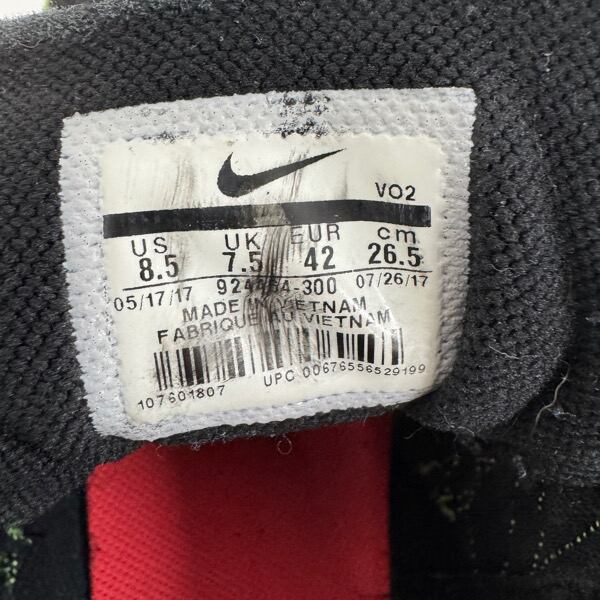 VO2
US UK EUR cm
8.5 7.5 42 26.5
05/17/17 07/26/17
MADE IN VIETNAM
FABRIQUE AU VIETNAM
UPC 00676556529199
107601807